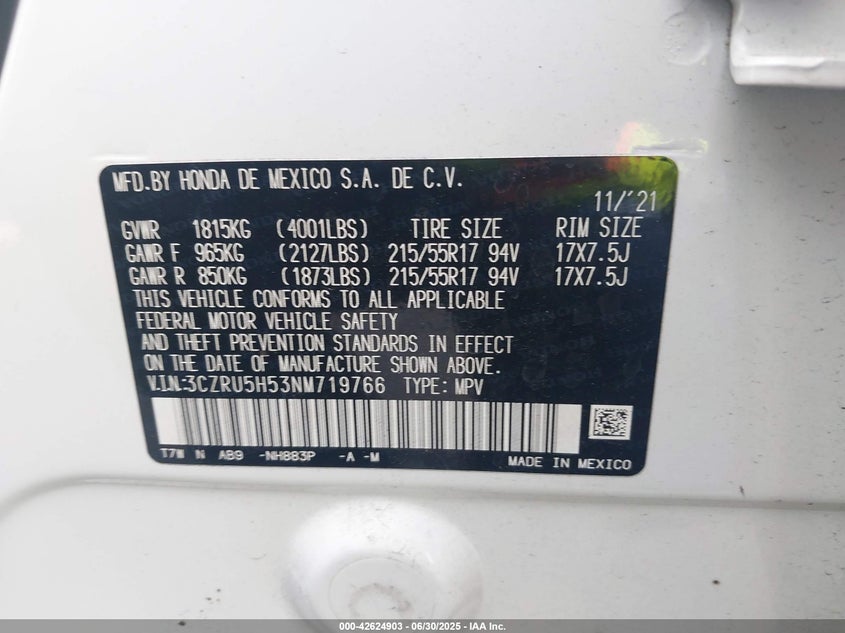 MFD.BY HONDA DE MEXICO S.A. DE C.V.
11/'21
GVWR 1815KG (4001LBS) TIRE SIZE RIM SIZE
GAWR F 965KG (2127LBS) 215/55R17 94V 17X7.5J
GAWR R 850KG (1873LBS) 215/55R17 94V 17X7.5J
THIS VEHICLE CONFORMS TO ALL APPLICABLE
FEDERAL MOTOR VEHICLE SAFETY
AND THEFT PREVENTION STANDARDS IN EFFECT
ON THE DATE OF MANUFACTURE SHOWN ABOVE.
V.I.N.:3CZRU5H53NM719766 TYPE: MPV
T7W N AB9 -NH883P -A -M
MADE IN MEXICO
000-42624903 - 06/30/2025 - IAA Inc.